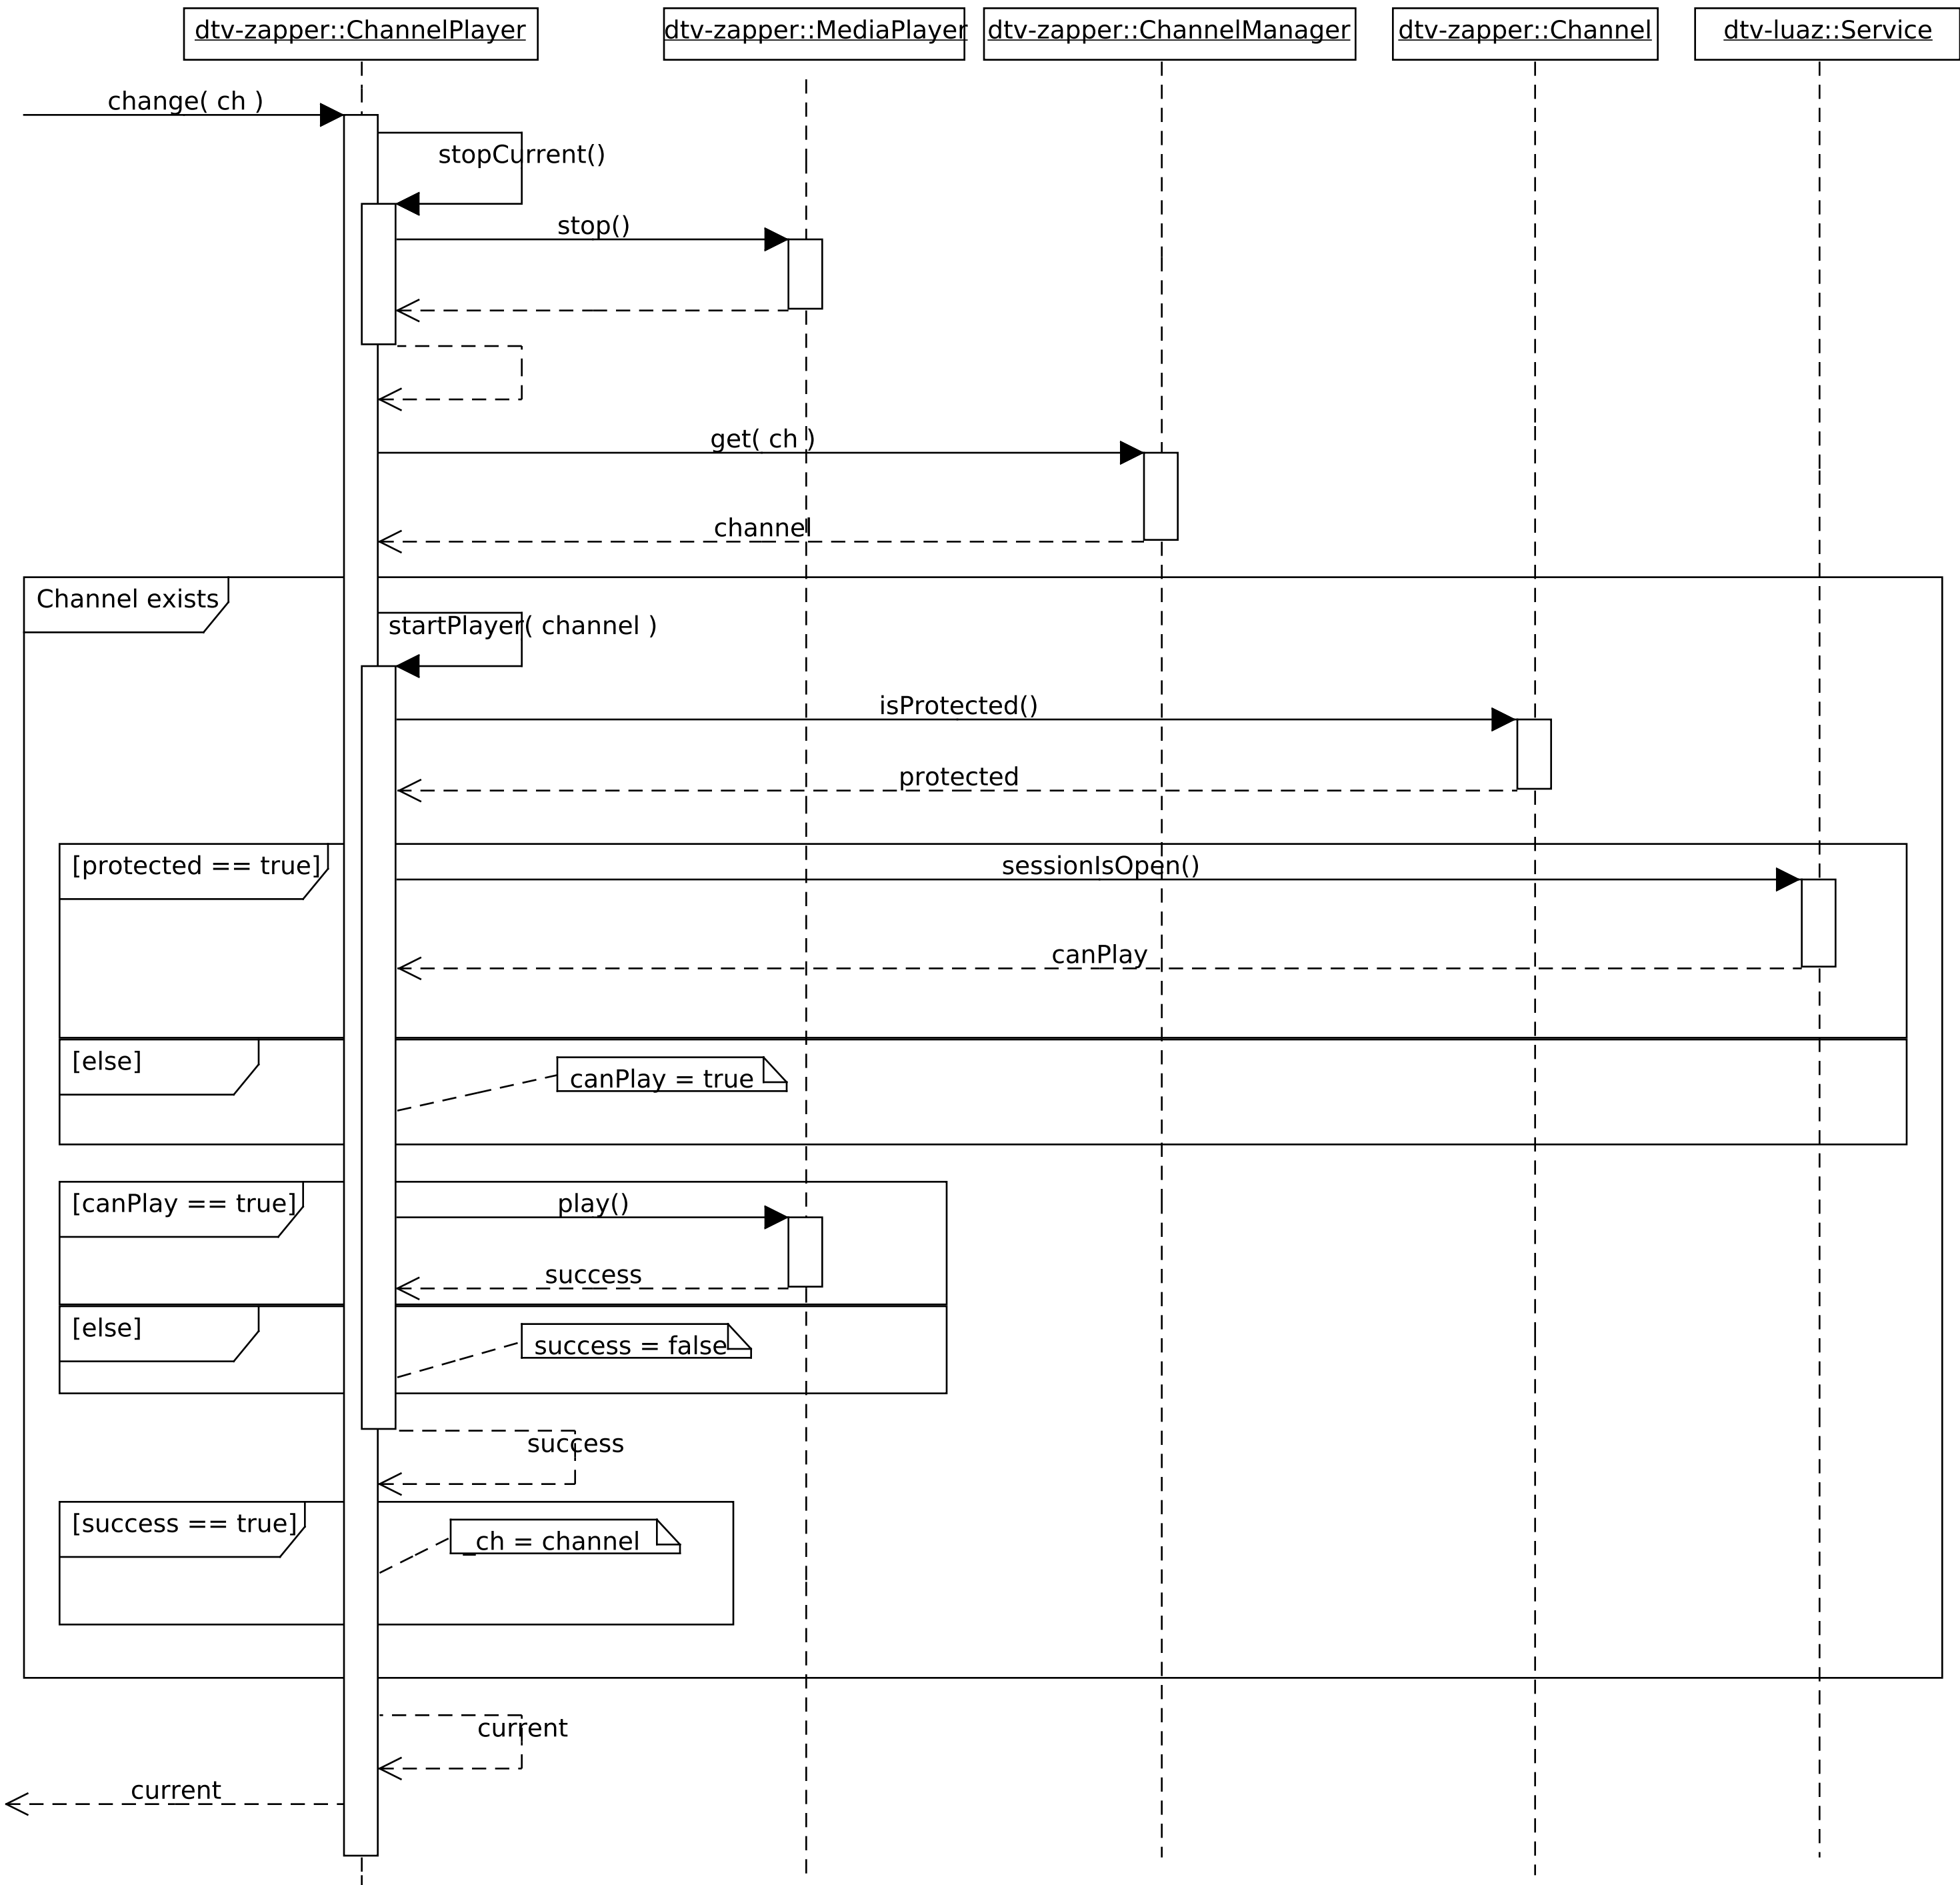 dtv-zapper::ChannelPlayer
dtv-zapper::MediaPlayer
dtv-zapper::ChannelManager
dtv-zapper::Channel
dtv-luaz::Service
change( ch )
stopCurrent()
stop()
get( ch )
channel
Channel exists
startPlayer( channel )
isProtected()
protected
[protected == true]
sessionIsOpen()
canPlay
[else]
canPlay = true
[canPlay == true]
play()
success
[else]
success = false
success
[success == true]
_ch = channel
current
current